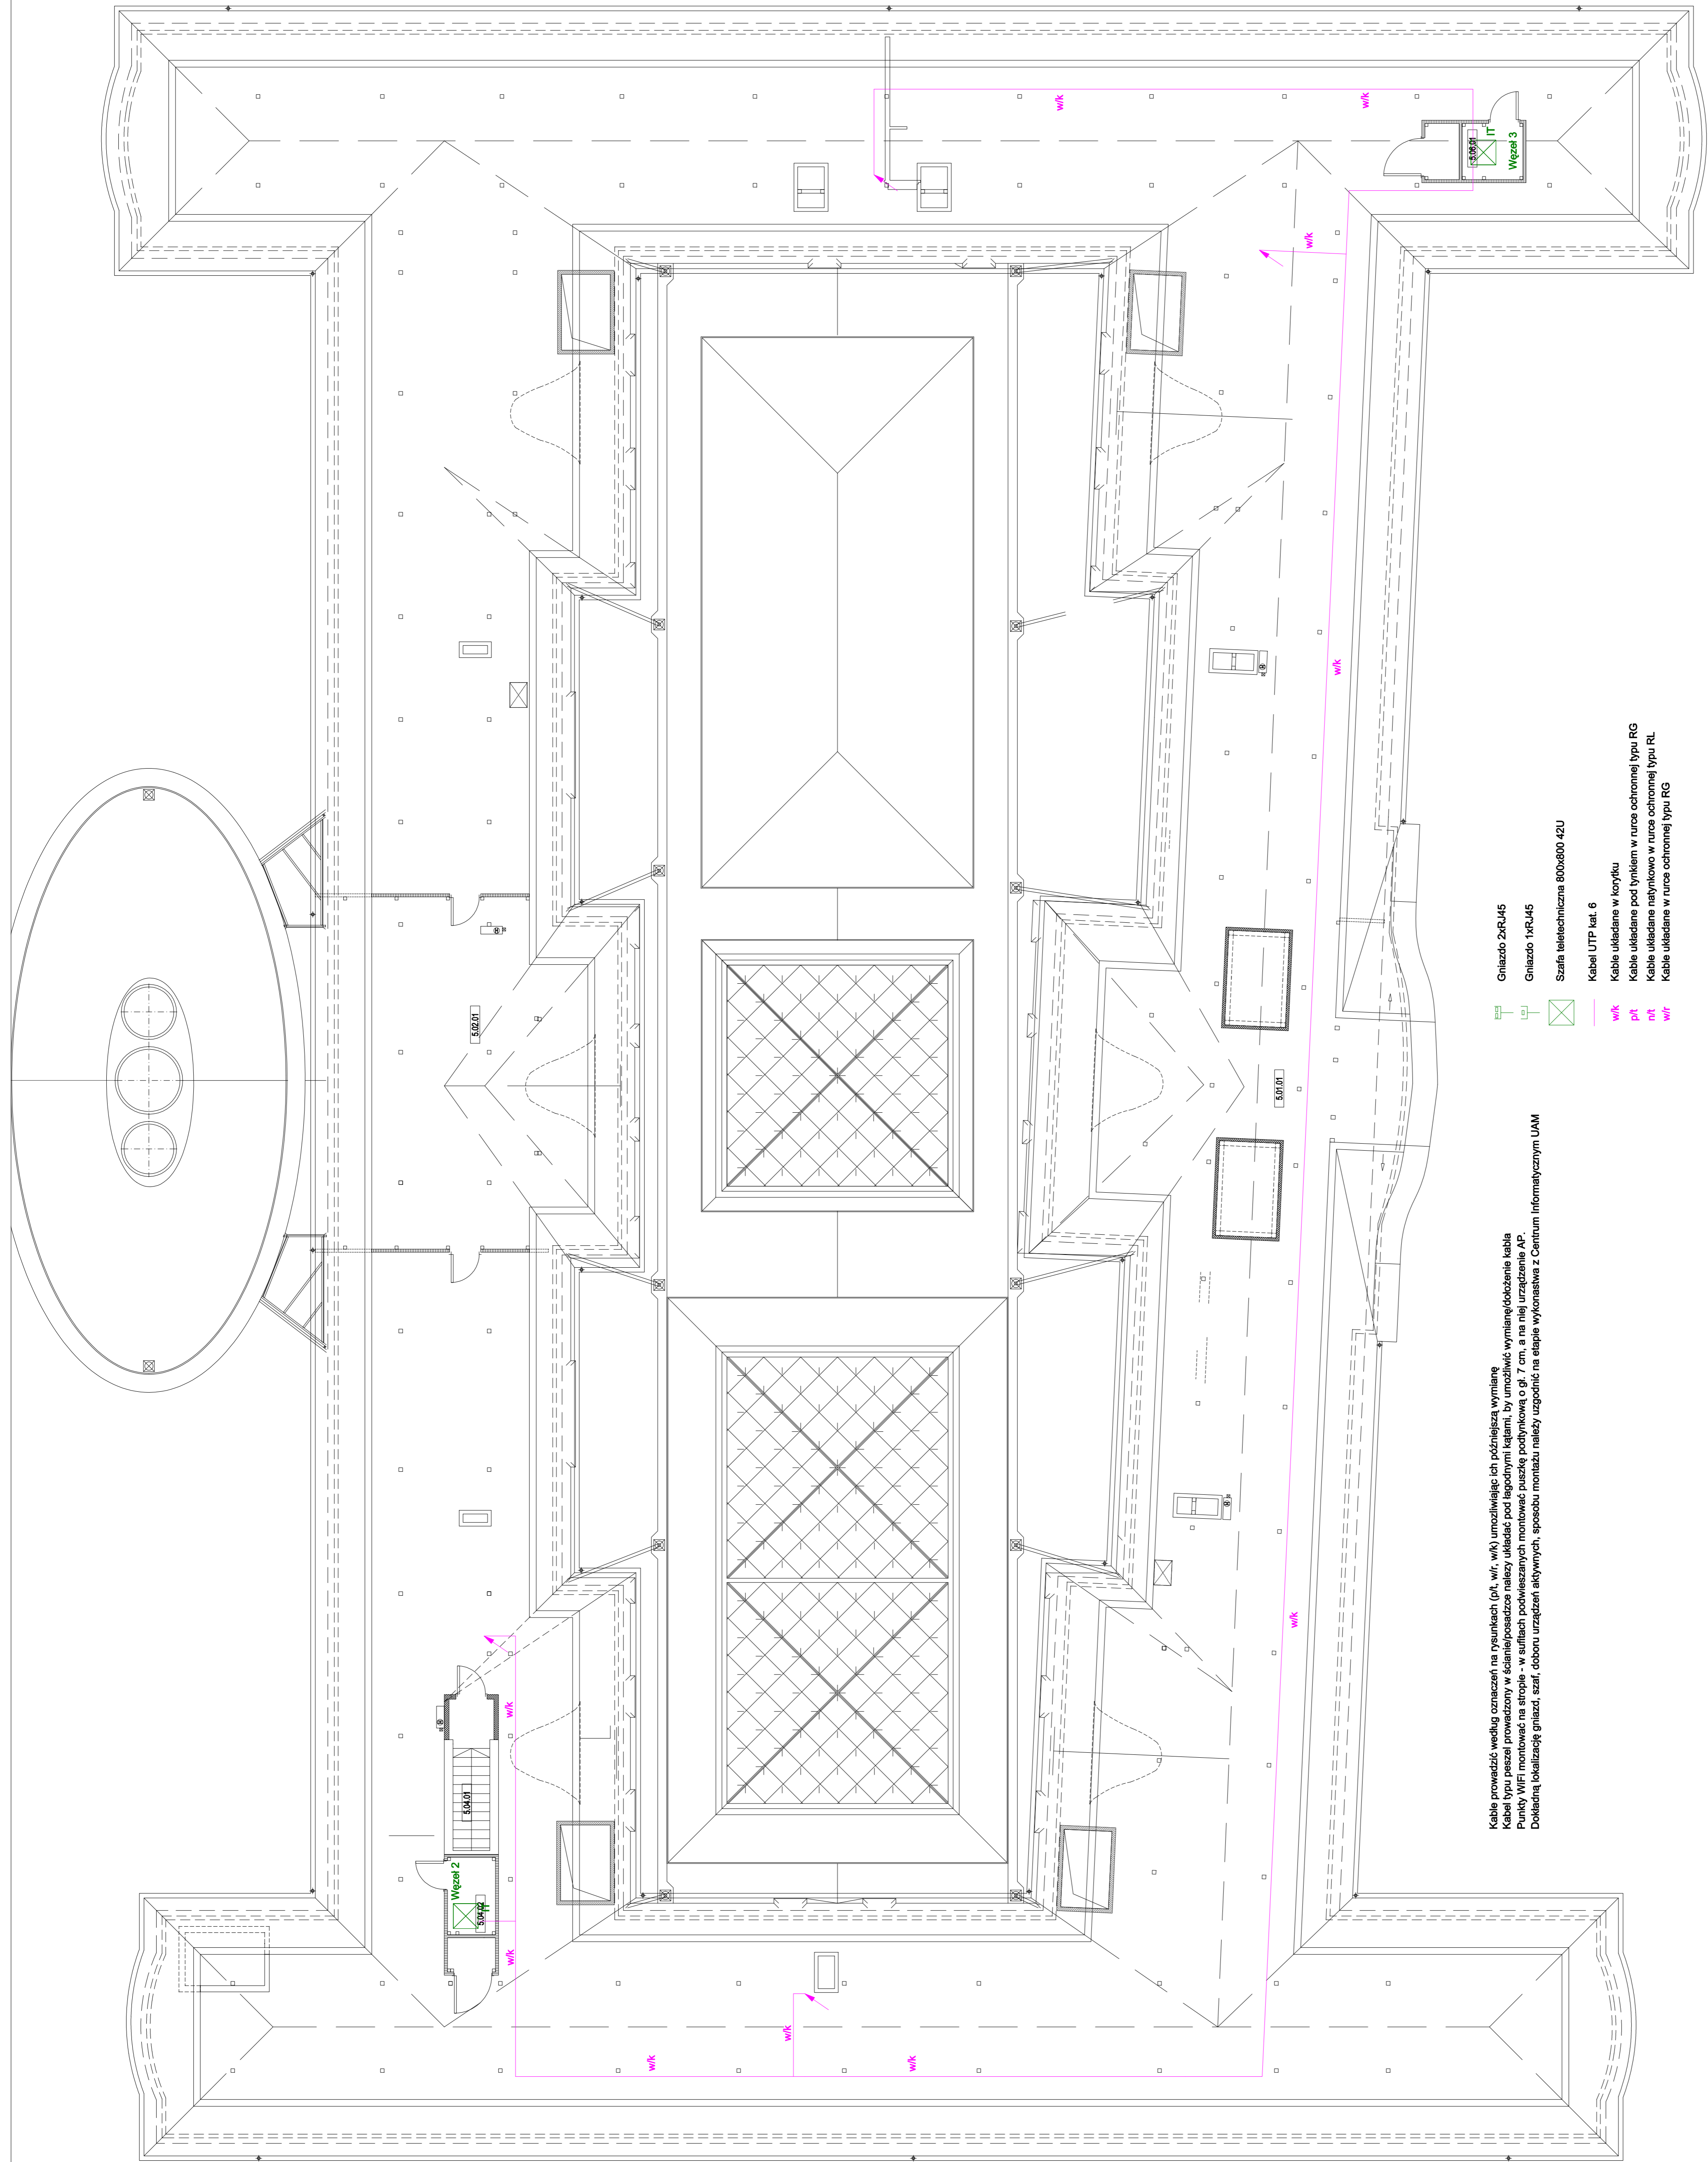 w/k
w/k
5.06.01
IT
Węzeł 3
w/k
w/k
5.02.01
5.01.01
w/k
5.04.01
Węzeł 2
5.04.02
IT
w/k
w/k
w/k
w/k
w/k
Gniazdo 2xRJ45
Gniazdo 1xRJ45
Szafa teletechniczna 800x800 42U
Kabel UTP kat. 6
w/k Kable układane w korytku
p/t Kable układane pod tynkiem w rurce ochronnej typu RG
n/t Kable układane natynkowo w rurce ochronnej typu RL
w/r Kable układane w rurce ochronnej typu RG
Kable prowadzić według oznaczeń na rysunkach (p/t, w/r, w/k) umożliwiając ich późniejszą wymianę
Kabel typu peszel prowadzony w ścianie/posadzce nalezy układać pod łagodnymi kątami, by umożliwić wymianę/dołożenie kabla
Punkty WiFi montować na stropie - w sufitach podwieszanych montować puszkę podtynkową o gł. 7 cm, a na niej urządzenie AP.
Dokładną lokalizację gniazd, szaf, doboru urządzeń aktywnych, sposobu montażu należy uzgodnić na etapie wykonastwa z Centrum Informatycznym UAM